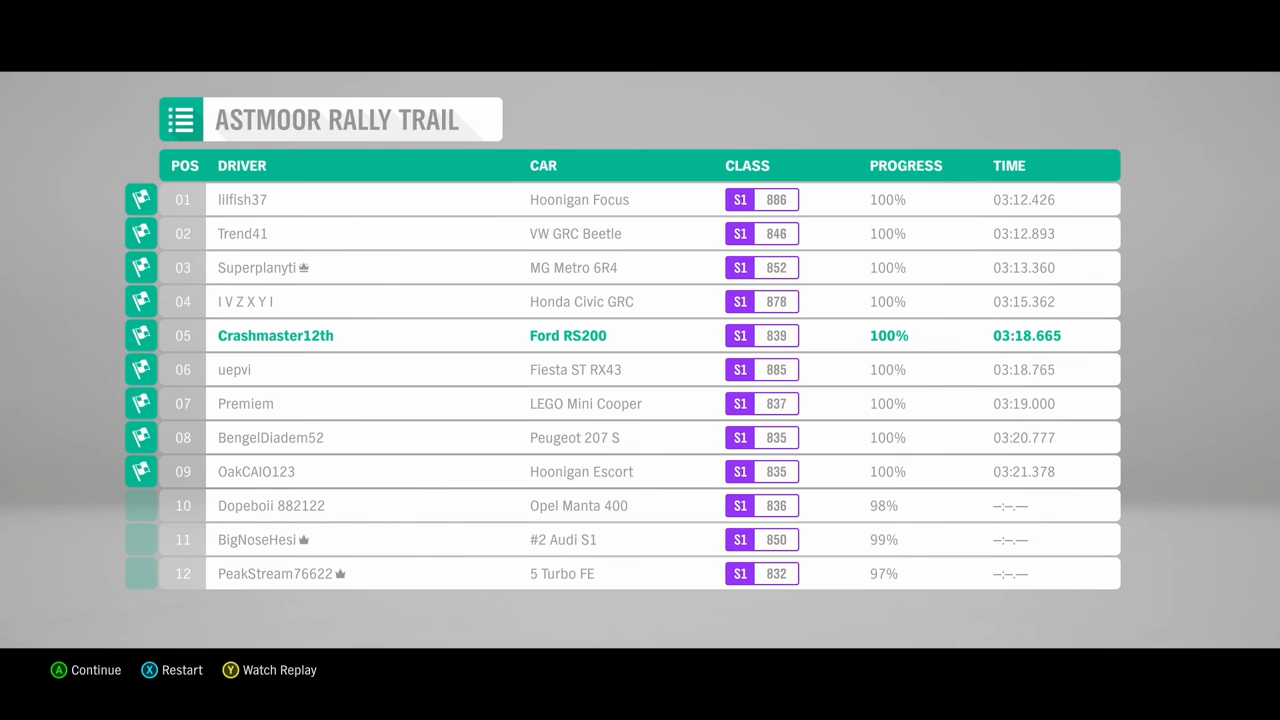 ASTMOOR RALLY TRAIL
POS DRIVER CAR CLASS PROGRESS TIME
01 lilfish37 Hoonigan Focus S1 886 100% 03:12.426
02 Trend41 VW GRC Beetle S1 846 100% 03:12.893
03 Superplanyti MG Metro 6R4 S1 852 100% 03:13.360
04 I V Z X Y I Honda Civic GRC S1 878 100% 03:15.362
05 Crashmaster12th Ford RS200 S1 839 100% 03:18.665
06 uepvi Fiesta ST RX43 S1 885 100% 03:18.765
07 Premiem LEGO Mini Cooper S1 837 100% 03:19.000
08 BengelDiadem52 Peugeot 207 S S1 835 100% 03:20.777
09 OakCAIO123 Hoonigan Escort S1 835 100% 03:21.378
10 Dopeboii 882122 Opel Manta 400 S1 836 98% --:--.---
11 BigNoseHesi #2 Audi S1 S1 850 99% --:--.---
12 PeakStream76622 5 Turbo FE S1 832 97% --:--.---
A Continue X Restart Y Watch Replay